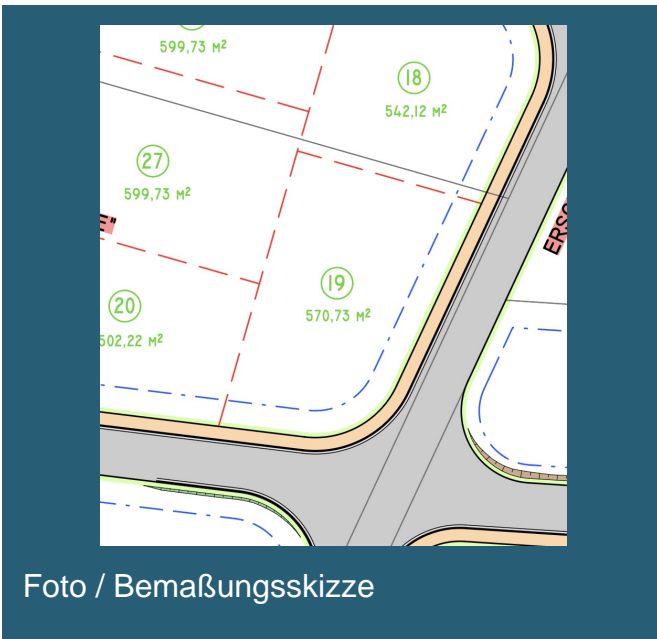 599,73 M²
18
542,12 M²
27
599,73 M²
19
570,73 M²
20
502,22 M²
Foto / Bemaßungsskizze